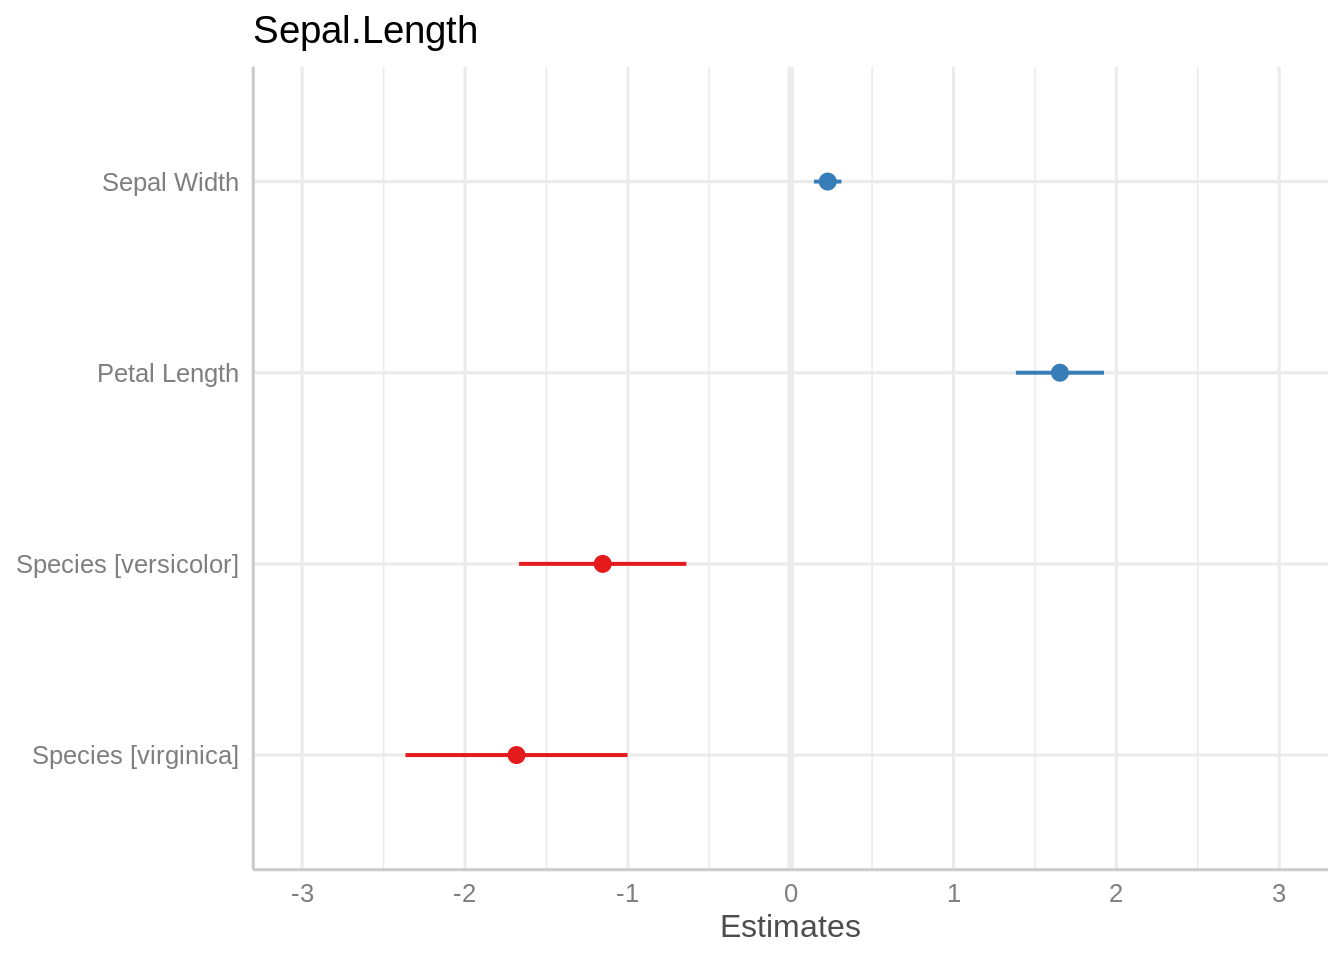 Sepal.Length
Sepal Width
Petal Length
Species [versicolor]
Species [virginica]
-3 -2 -1 0 1 2 3
Estimates